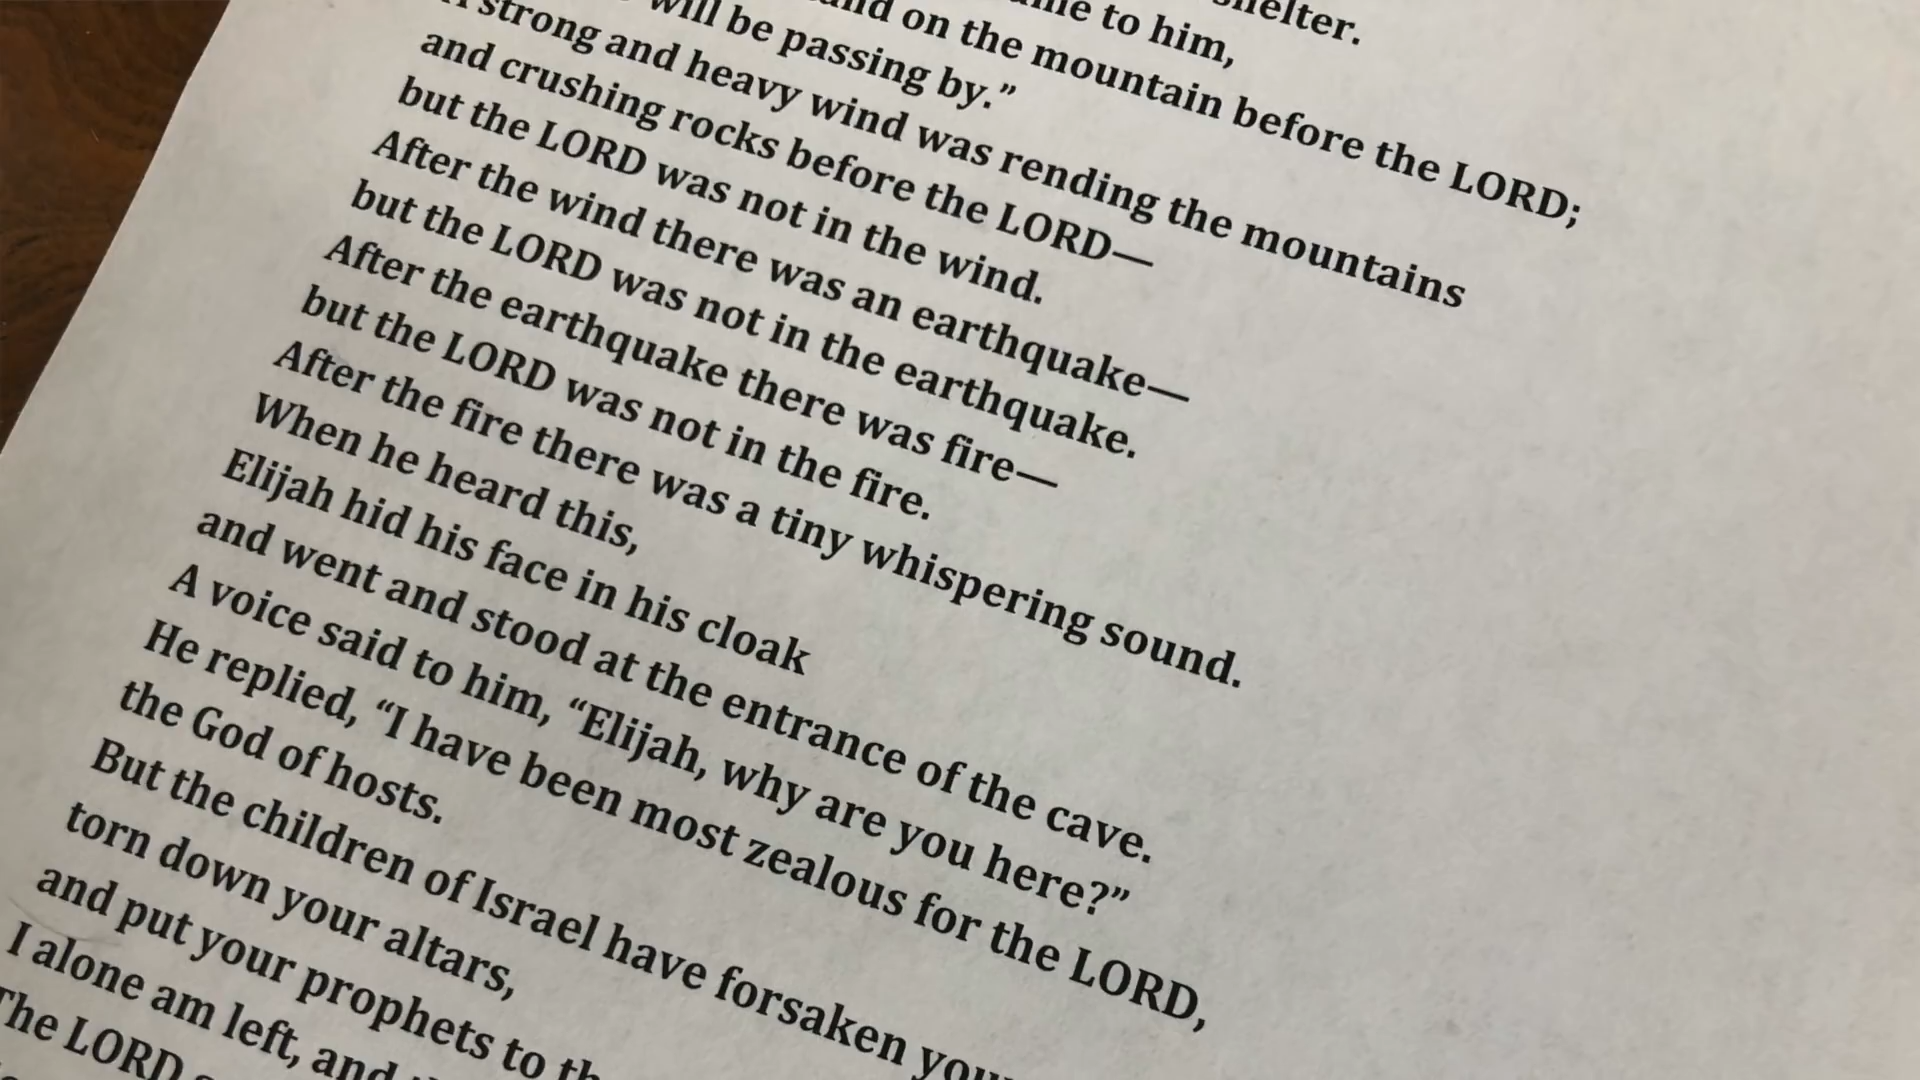 shelter.
to him,
on the mountain before the LORD;
will be passing by.”
strong and heavy wind was rending the mountains
and crushing rocks before the LORD—
but the LORD was not in the wind.
After the wind there was an earthquake—
but the LORD was not in the earthquake.
After the earthquake there was fire—
but the LORD was not in the fire.
After the fire there was a tiny whispering sound.
When he heard this,
Elijah hid his face in his cloak
and went and stood at the entrance of the cave.
A voice said to him, “Elijah, why are you here?”
He replied, “I have been most zealous for the LORD,
the God of hosts.
But the children of Israel have forsaken
torn down your altars,
and put your prophets to
I alone am left, and
The LORD